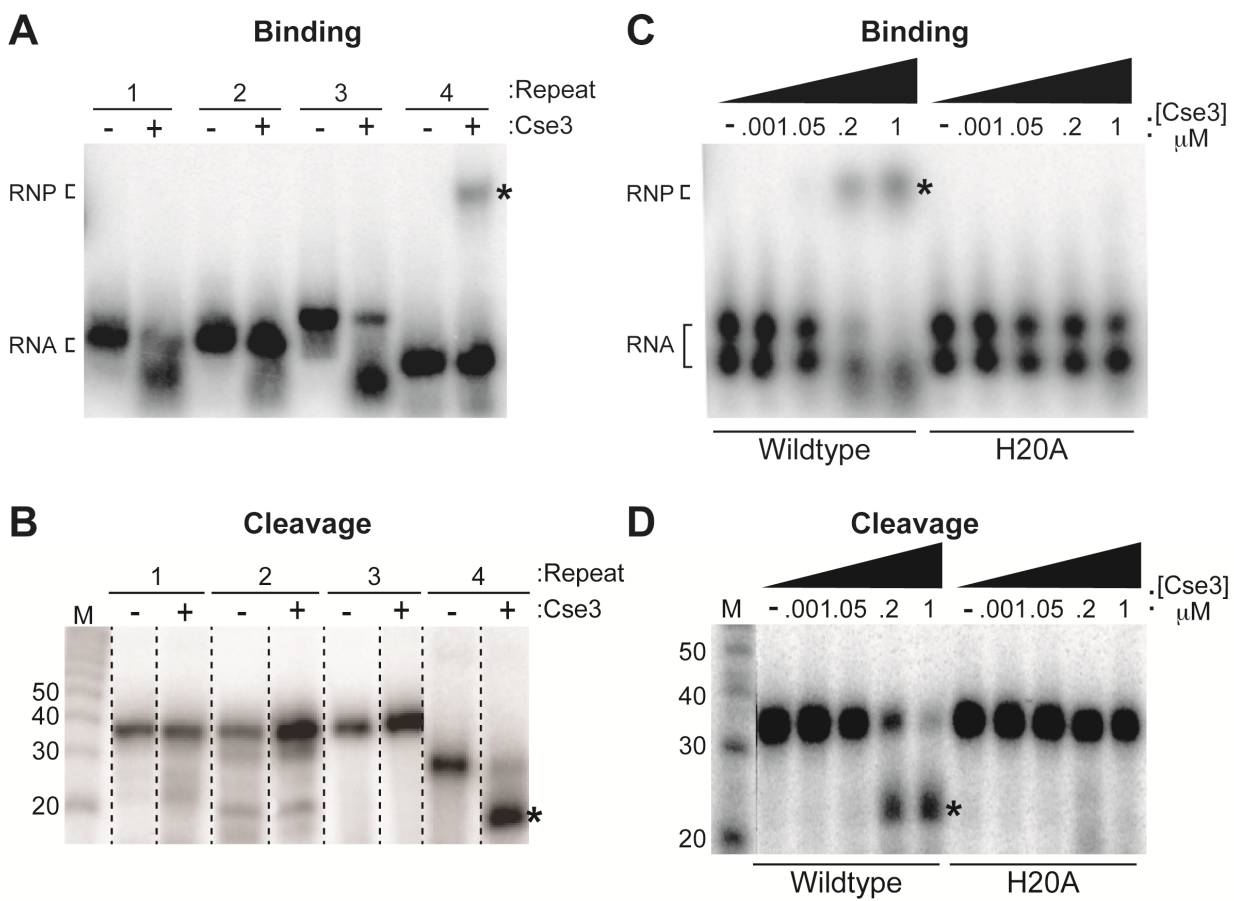 A
Binding
1 2 3 4 :Repeat
- + - + - + - + :Cse3
RNP
*
RNA
B
Cleavage
1 2 3 4 :Repeat
M - + - + - + - + :Cse3
50
40
30
20
*
C
Binding
- .001 .05 .2 1 - .001 .05 .2 1 :[Cse3] μM
RNP
*
RNA
Wildtype H20A
D
Cleavage
M - .001 .05 .2 1 - .001 .05 .2 1 :[Cse3] μM
50
40
30
20
*
Wildtype H20A